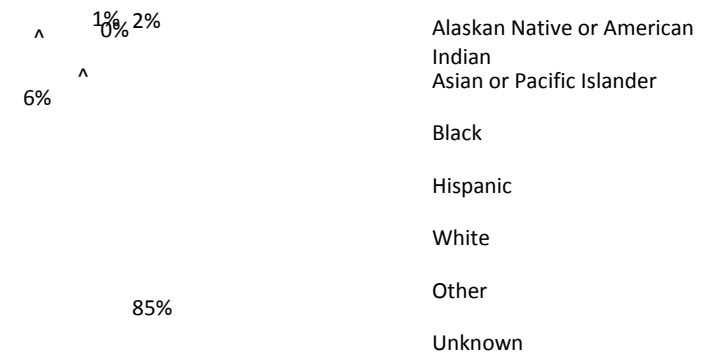 1%
0%
2%
^
^
6%
85%
Alaskan Native or American
Indian
Asian or Pacific Islander
Black
Hispanic
White
Other
Unknown